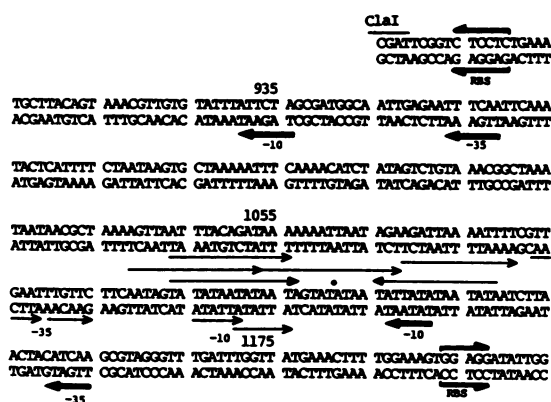 ClaI
CGATTCGGTC TCCTCTGAAA
GCTAAGCCAG AGGAGACTTT
RBS
935
TGCTTACAGT AAACGTTGTG TATTTATTCT AGCGATGGCA ATTGAGAATT TCAATTCAAA
ACGAATGTCA TTTGCAACAC ATAAATAAGA TCGCTACCGT TAACTCTTAA AGTTAAGTTT
-10 -35
TACTCATTTT CTAATAAGTG CTAAAAATTT CAAAACATCT ATAGTCTGTA AACGGCTAAA
ATGAGTAAAA GATTATTCAC GATTTTTAAA GTTTTGTAGA TATCAGACAT TTGCCGATTT
1055
TAATAACGCT AAAAGTTAAT TTACAGATAA AAAAATTAAT AGAAGATTAA AATTTTCGTT
ATTATTGCGA TTTTCAATTA AATGTCTATT TTTTTAATTA TCTTCTAATT TTAAAAGCAA
GAATTTGTTC TTCAATAGTA TATAATATAA TAGTATATAA TATTATATAA TATAATCTTA
CTTAAACAAG AAGTTATCAT ATATTATATT ATCATATATT ATAATATATT ATATTAGAAT
-35 -10 -10
1175
ACTACATCAA GCGTAGGGTT TGATTTGGTT ATGAAACTTT TGGAAAGTGG AGGATATTGG
TGATGTAGTT CGCATCCCAA ACTAAACCAA TACTTTGAAA ACCTTTCACC TCCTATAACC
-35 RBS